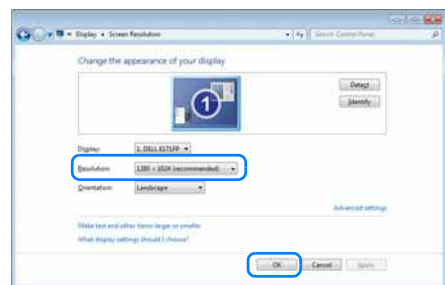 « Display ▸ Screen Resolution
Search Control Panel
Change the appearance of your display
1
Detect
Identify
Display: 1. DELL E171FP
Resolution: 1280 × 1024 (recommended)
Orientation: Landscape
Advanced settings
Make text and other items larger or smaller
What display settings should I choose?
OK Cancel Apply